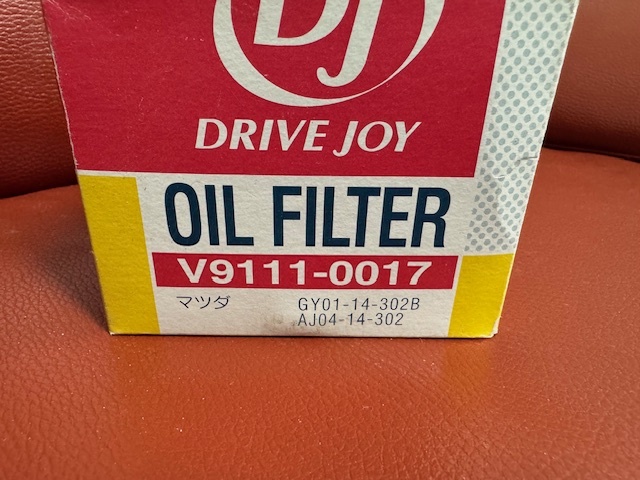 DJ
DRIVE JOY
OIL FILTER
V9111-0017
マツダ GY01-14-302B
AJ04-14-302